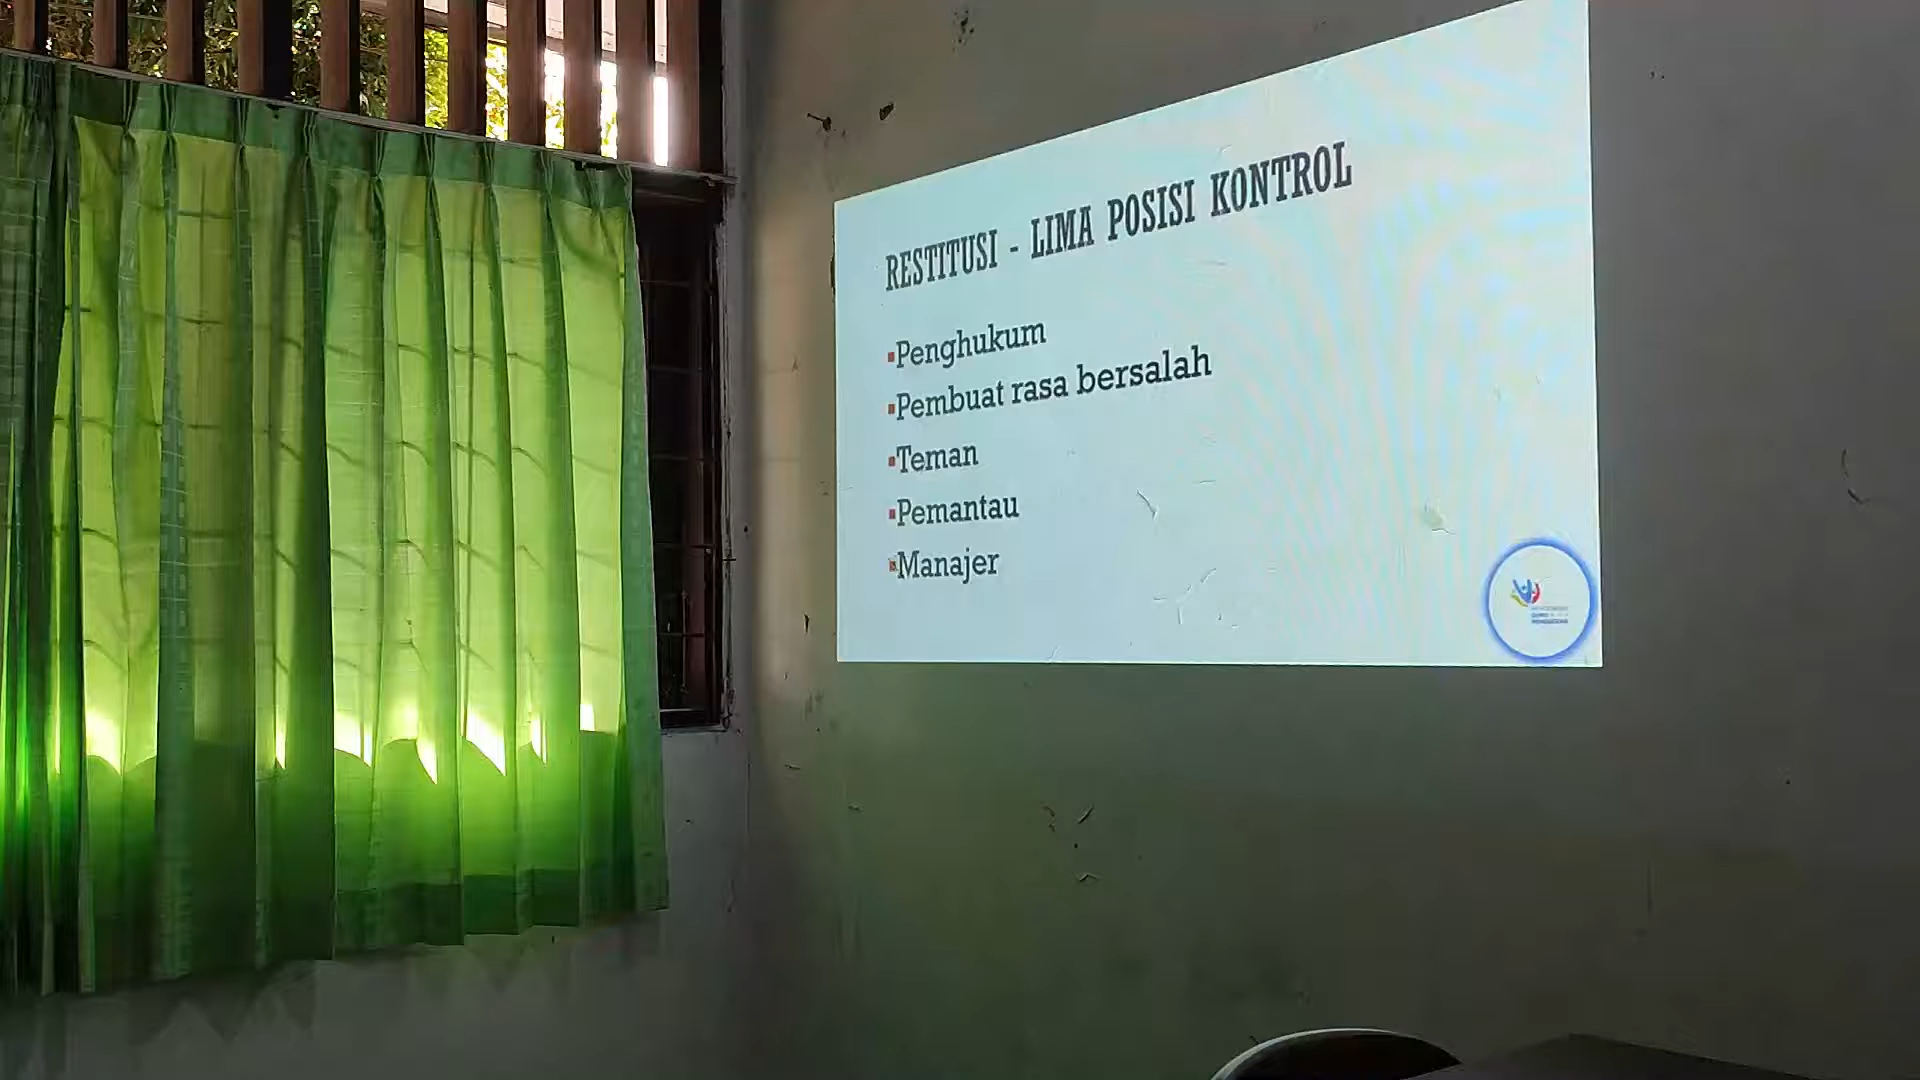 RESTITUSI - LIMA POSISI KONTROL
Penghukum
Pembuat rasa bersalah
Teman
Pemantau
Manajer